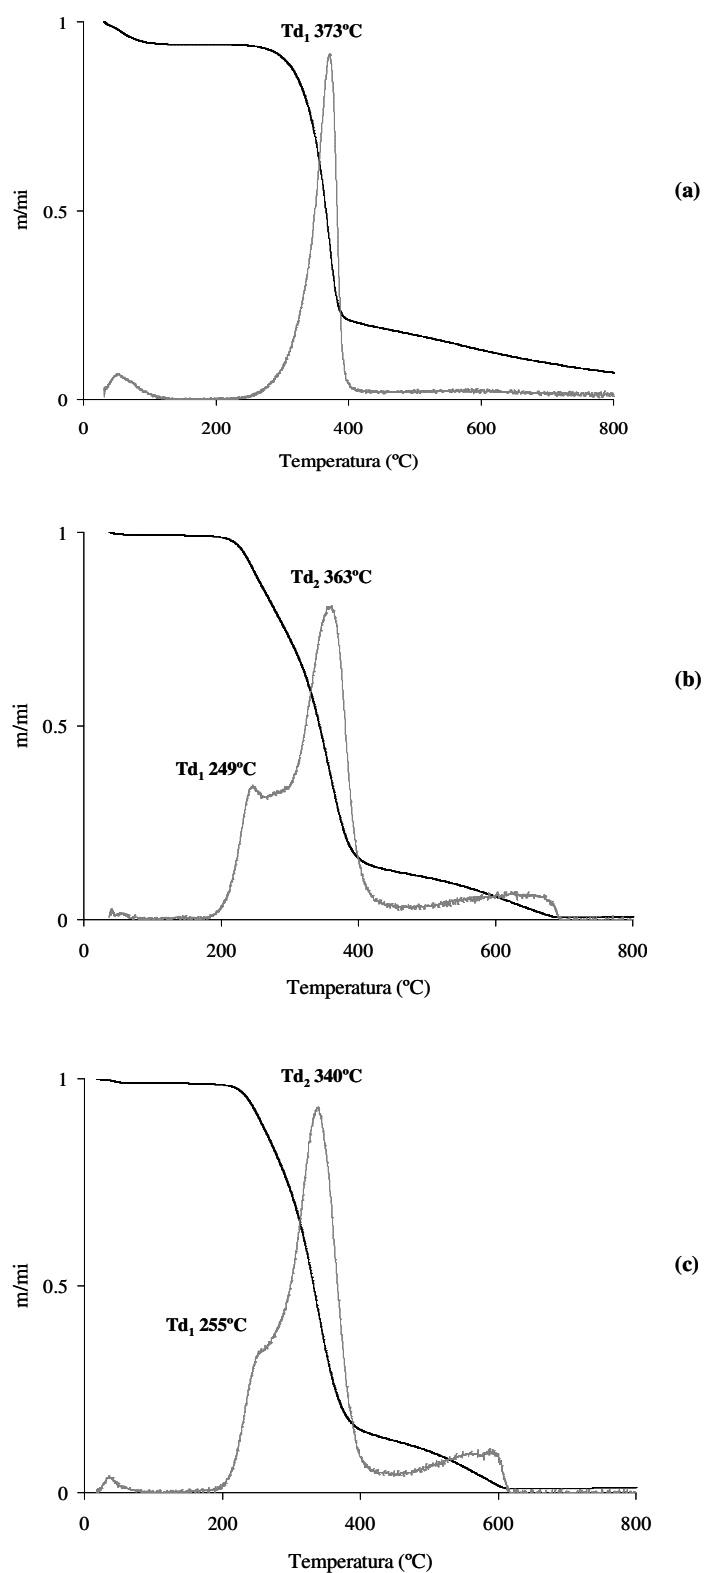 Td1 373ºC
1
0.5
0
m/mi
(a)
0 200 400 600 800
Temperatura (ºC)
1
0.5
0
m/mi
Td2 363ºC
Td1 249ºC
(b)
0 200 400 600 800
Temperatura (ºC)
Td2 340ºC
1
0.5
0
m/mi
Td1 255ºC
(c)
0 200 400 600 800
Temperatura (ºC)